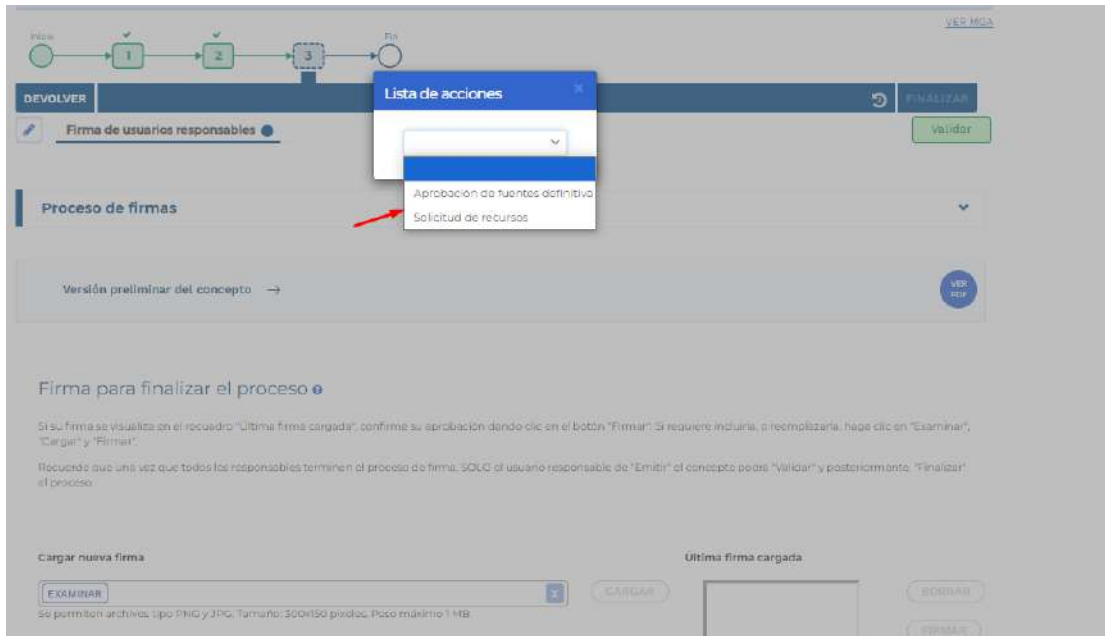 VER MGA
Inicio
Fin
1
2
3
DEVOLVER
Lista de acciones
FINALIZAR
Firma de usuarios responsables
Validar
Aprobación de fuentes definitiva
Solicitud de recursos
Proceso de firmas
Versión preliminar del concepto
VER
PDF
Firma para finalizar el proceso
Si su firma se visualiza en el recuadro "Última firma cargada", confirme su aprobación dando clic en el botón "Firmar". Si requiere incluirla, o reemplazarla, haga clic en "Examinar",
"Cargar" y "Firmar".
Recuerde que una vez que todos los responsables terminen el proceso de firma, SOLO el usuario responsable de "Emitir" el concepto podrá "Validar" y posteriormente, "Finalizar"
el proceso.
Cargar nueva firma
Última firma cargada
EXAMINAR
x
CARGAR
BORRAR
Se permiten archivos tipo PNG y JPG. Tamaño: 300x150 pixeles. Peso máximo 1 MB.
FIRMAR